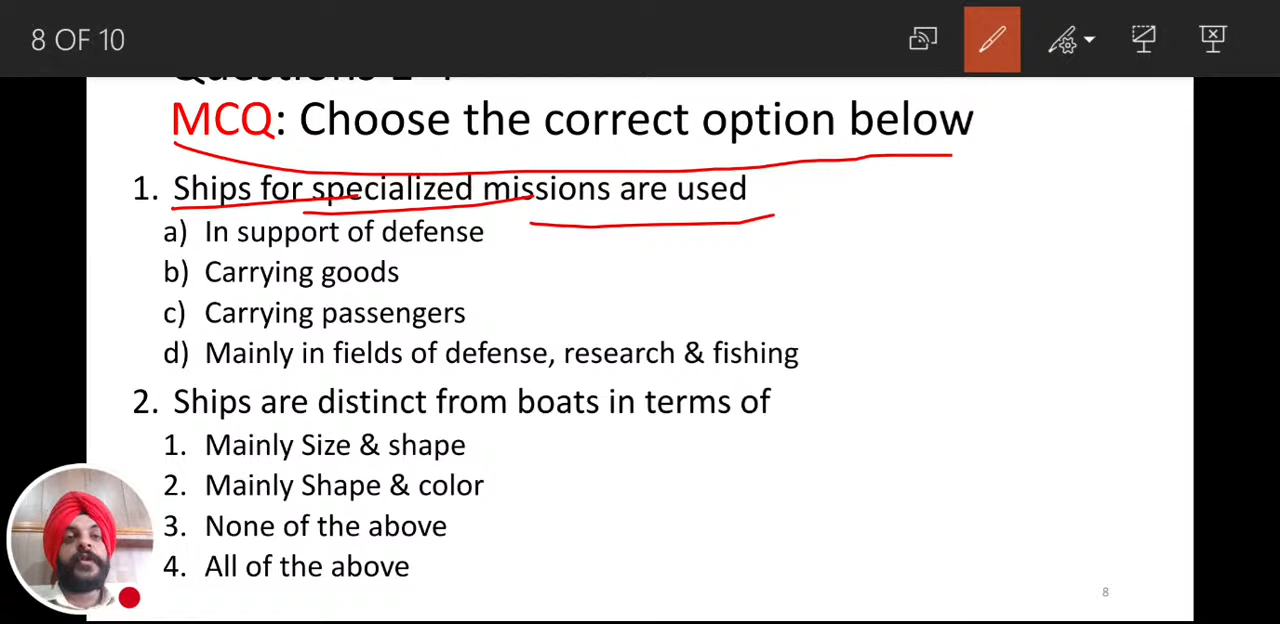 8 OF 10
MCQ: Choose the correct option below
1. Ships for specialized missions are used
a) In support of defense
b) Carrying goods
c) Carrying passengers
d) Mainly in fields of defense, research & fishing
2. Ships are distinct from boats in terms of
1. Mainly Size & shape
2. Mainly Shape & color
3. None of the above
4. All of the above
8